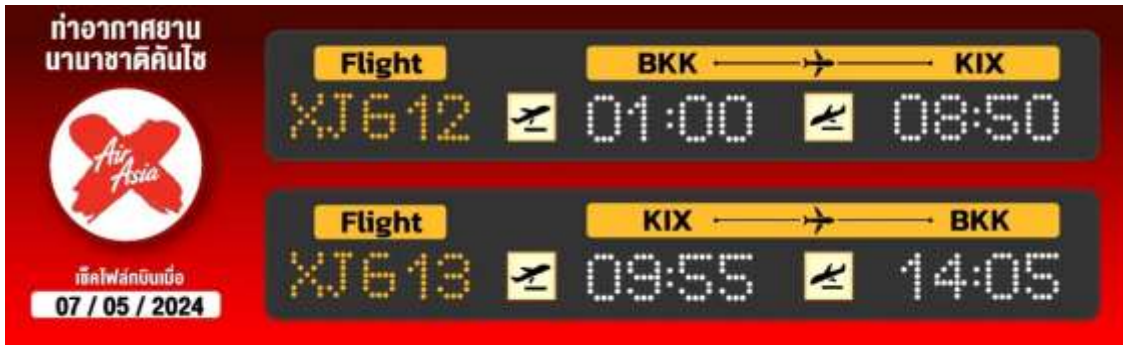 ท่าอากาศยาน
นานาชาติคันไซ
Air
Asia
เช็คไฟล์ทบินเมื่อ
07 / 05 / 2024
Flight
BKK KIX
XJ612 01:00 08:50
Flight
KIX BKK
XJ613 09:55 14:05